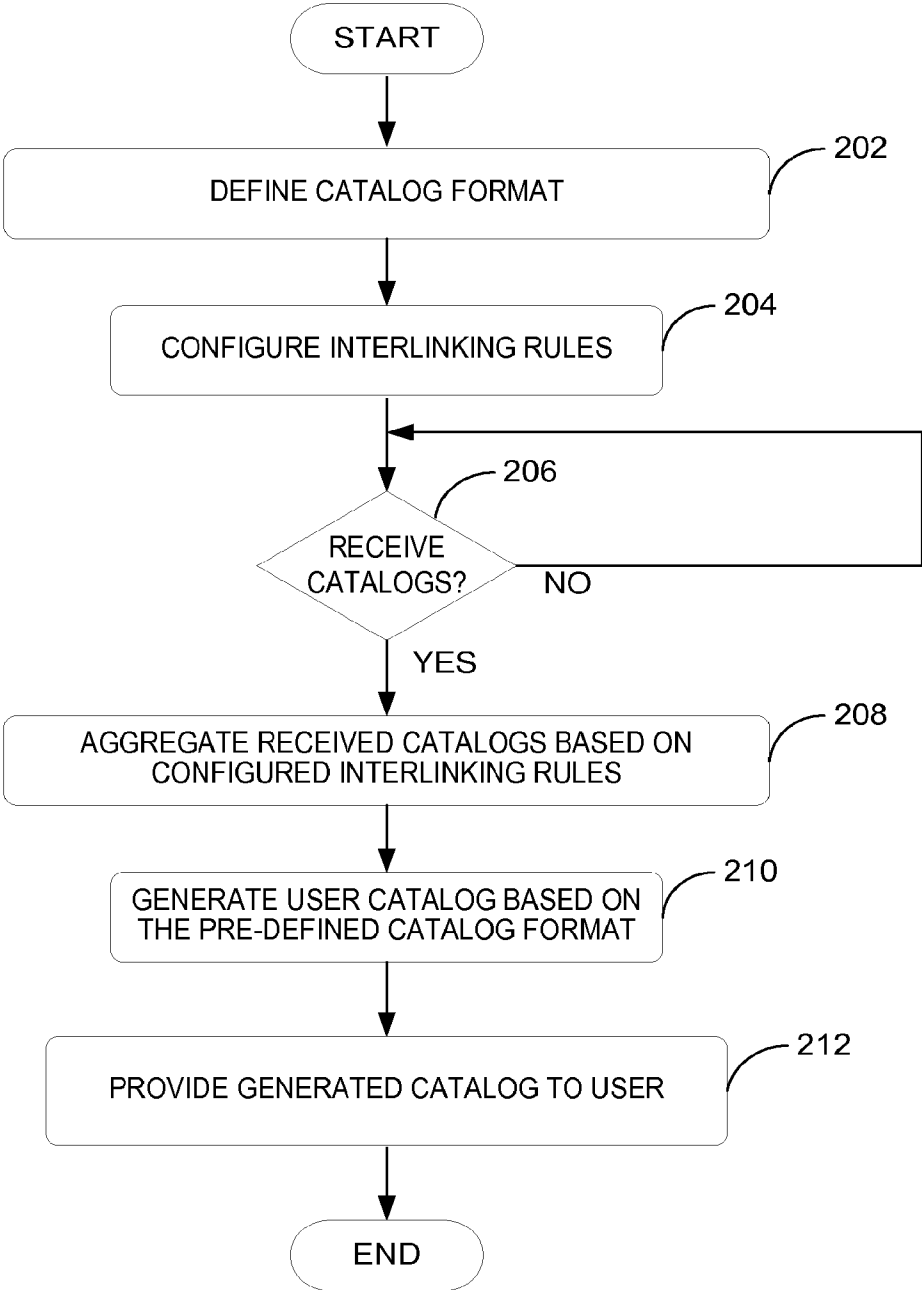 START
202
DEFINE CATALOG FORMAT
204
CONFIGURE INTERLINKING RULES
206
RECEIVE
CATALOGS?
NO
YES
208
AGGREGATE RECEIVED CATALOGS BASED ON
CONFIGURED INTERLINKING RULES
210
GENERATE USER CATALOG BASED ON
THE PRE-DEFINED CATALOG FORMAT
212
PROVIDE GENERATED CATALOG TO USER
END